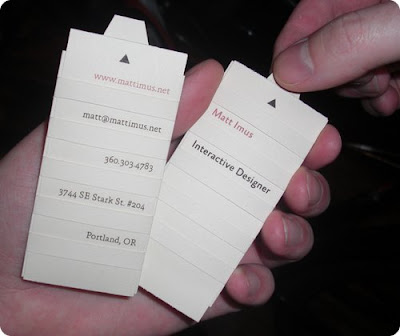 www.mattimus.net
matt@mattimus.net
360.303.4783
3744 SE Stark St. #204
Portland, OR
Matt Imus
Interactive Designer